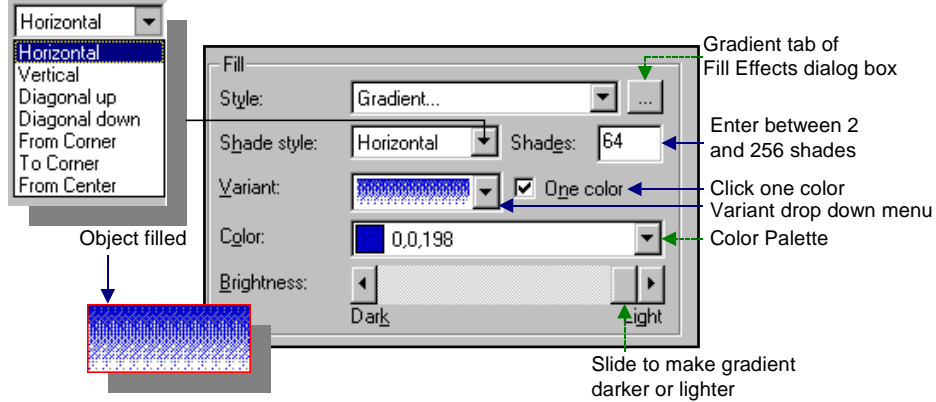 Horizontal
Horizontal
Vertical
Diagonal up
Diagonal down
From Corner
To Corner
From Center
Object filled
Fill
Style:
Gradient...
...
Shade style:
Horizontal
Shades:
64
Variant:
One color
Color:
0,0,198
Brightness:
Dark
Light
Gradient tab of
Fill Effects dialog box
Enter between 2
and 256 shades
Click one color
Variant drop down menu
Color Palette
Slide to make gradient
darker or lighter